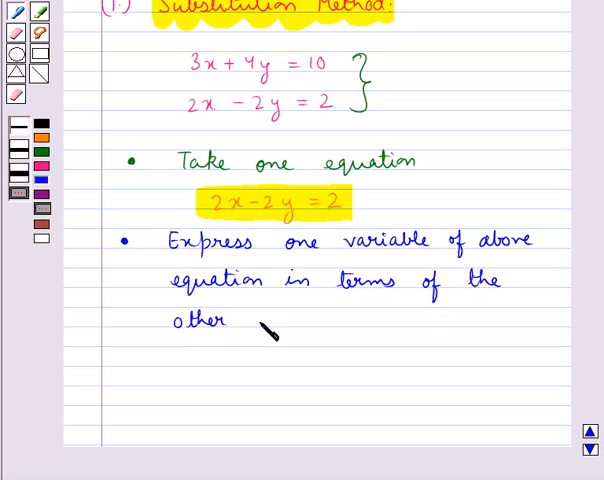 (1.) Substitution Method:
3x + 4y = 10
2x - 2y = 2
• Take one equation
2x - 2y = 2
• Express one variable of above
equation in terms of the
other